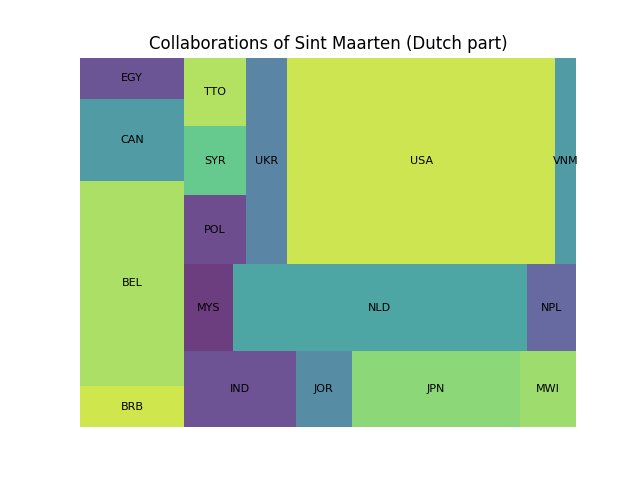 Collaborations of Sint Maarten (Dutch part)
EGY
CAN
BEL
BRB
TTO
SYR
POL
UKR
USA
VNM
MYS
NLD
NPL
IND
JOR
JPN
MWI